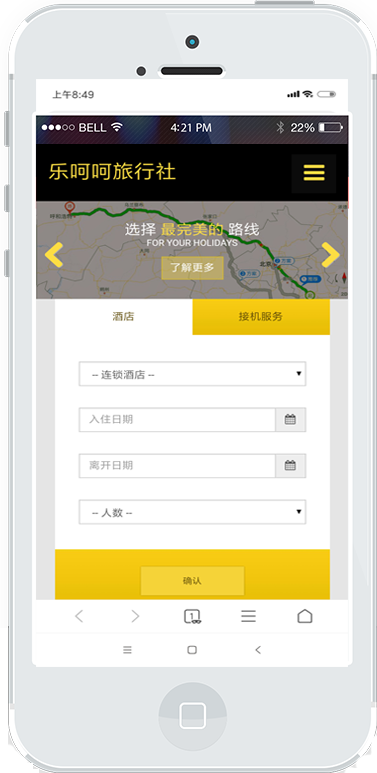 上午8:49
BELL
4:21 PM
22%
乐呵呵旅行社
选择 最完美的 路线
FOR YOUR HOLIDAYS
了解更多
酒店
接机服务
-- 连锁酒店 --
入住日期
离开日期
-- 人数 --
确认
1